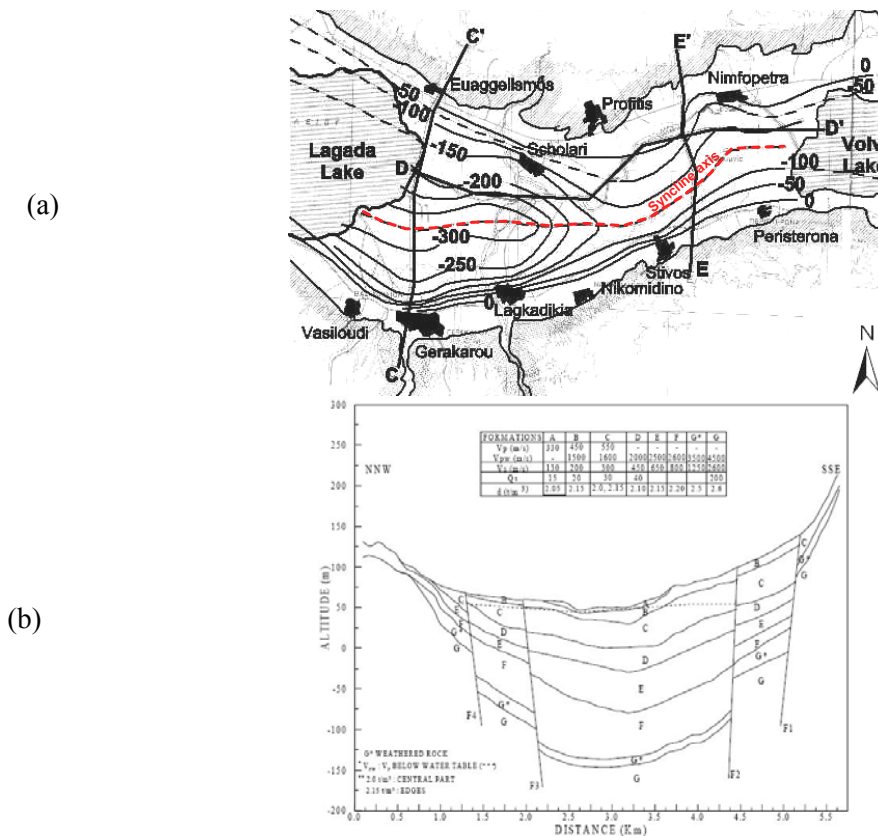 (a)
C'
E'
0
-50
Euaggelismos
Nimfopetra
-50
-100
Profitis
D'
-150
Scholari
Lagada
Lake
D
Volv
Lake
-200
-100
Syncline axis
-50
0
-300
-250
Peristerona
Stivos
E
Nikomidino
0
Lagkadikia
Vasiloudi
Gerakarou
C
N
(b)
300
250
200
150
100
50
0
-50
-100
-150
-200
ALTITUDE (m)
NNW
SSE
FORMATIONS A B C D E F G* G
Vp (m/s) 330 450 550 - - - - -
Vpw (m/s) - 1500 1600 2000 2500 2600 3500 4500
Vs (m/s) 130 200 300 450 650 800 1250 2600
Qs 15 20 30 40 200
d (t/m³) 2.05 2.15 2.0, 2.15 2.10 2.15 2.20 2.5 2.6
C E F G* G
B C D E F G* G
A B C D E F G* G
B C D E F G* G
C G* G
F4
F3
F2
F1
G* WEATHERED ROCK
* Vpw : Vp BELOW WATER TABLE
** 2.0 t/m³ : CENTRAL PART
2.15 t/m³ : EDGES
0.0 0.5 1.0 1.5 2.0 2.5 3.0 3.5 4.0 4.5 5.0 5.5
DISTANCE (Km)